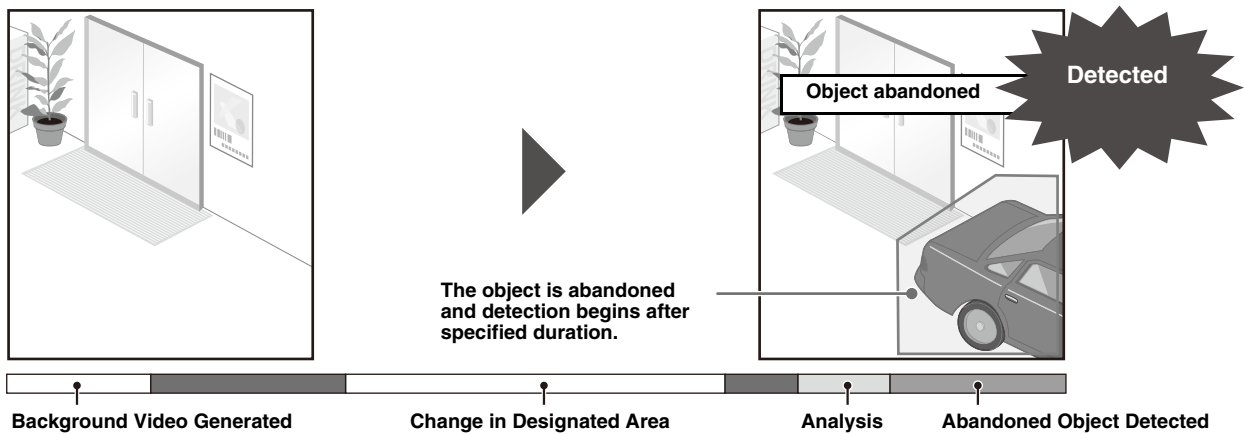 Detected
Object abandoned
The object is abandoned
and detection begins after
specified duration.
Background Video Generated
Change in Designated Area
Analysis
Abandoned Object Detected